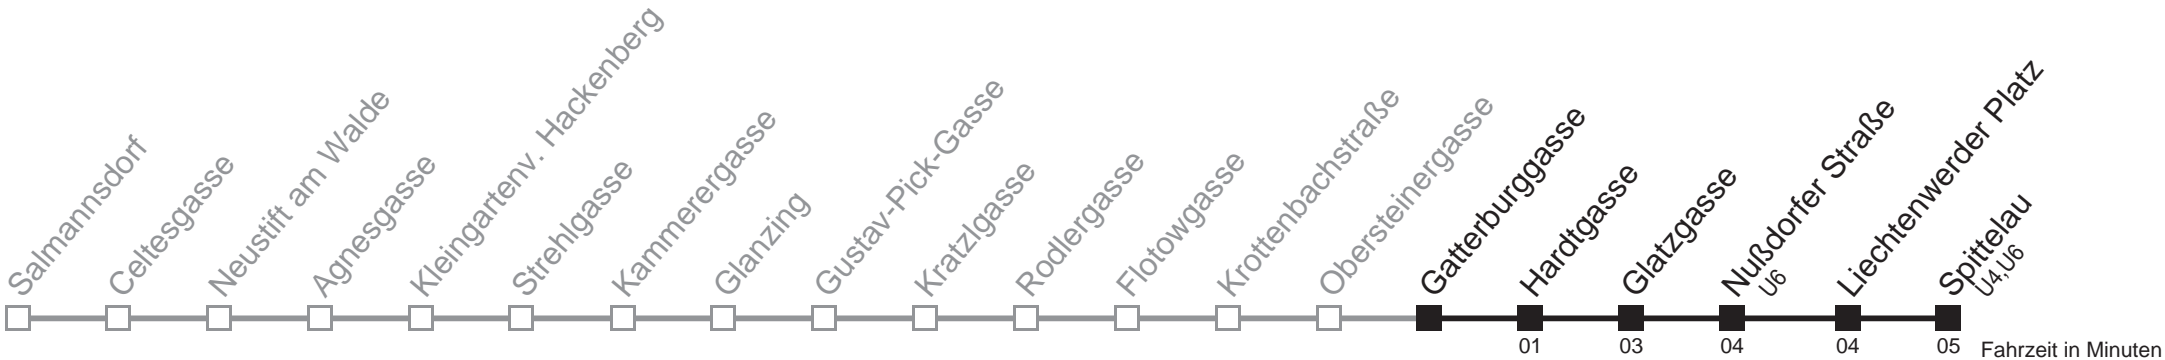 Salmannsdorf
Celtesgasse
Neustift am Walde
Agnesgasse
Kleingartenv. Hackenberg
Strehlgasse
Kammerergasse
Glanzing
Gustav-Pick-Gasse
Kratzlgasse
Rodlergasse
Flotowgasse
Krottenbachstraße
Obersteinergasse
Gatterburggasse
Hardtgasse
Glatzgasse
Nußdorfer Straße
U6
Liechtenwerder Platz
Spittelau
U4,U6
01 03 04 04 05 Fahrzeit in Minuten